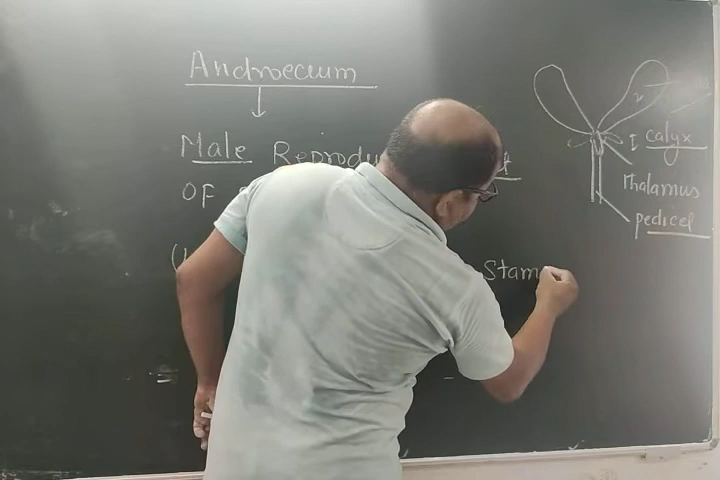 Androecium
Male Reprodu
OF
Stam
calyx
Thalamus
pedicel